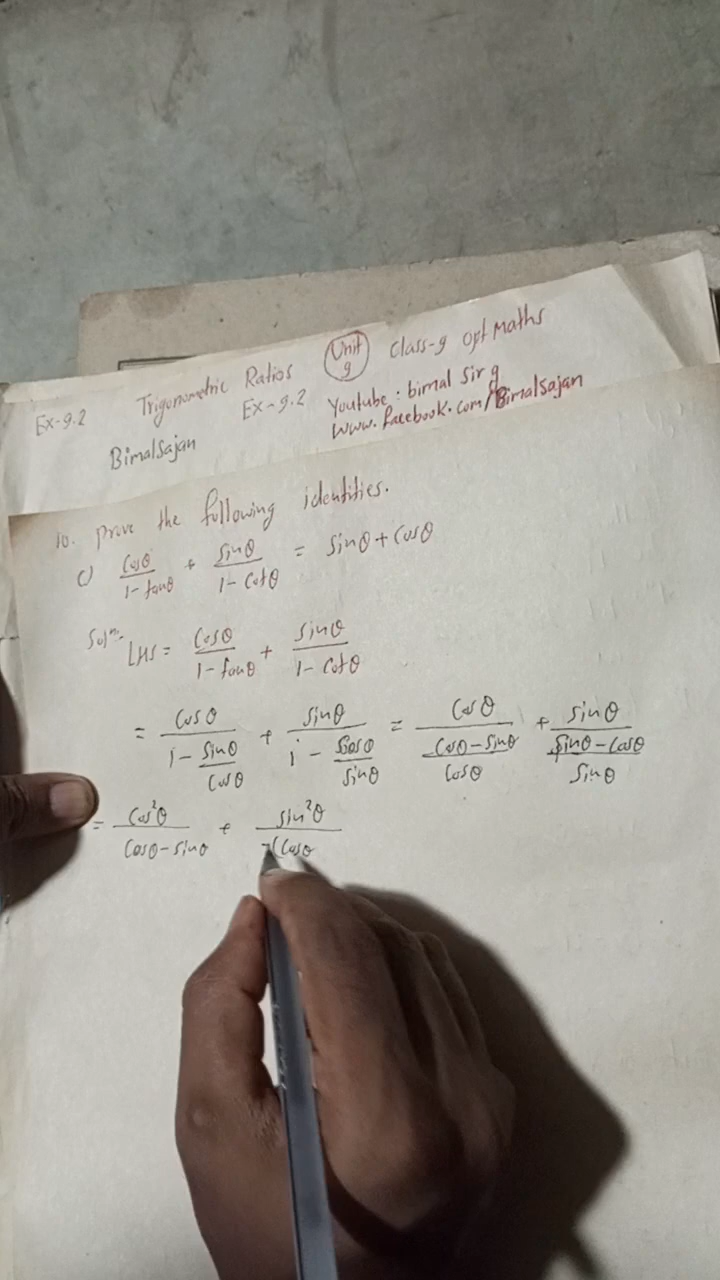 Ex-9.2 Trigonometric Ratios Unit 9 Class-9 Opt Maths
BimalSajan Ex-9.2 Youtube: bimal Sir g
www.facebook.com/BimalSajan
10. prove the following identities.
c) Cosθ/1-tanθ + Sinθ/1-Cotθ = Sinθ+Cosθ
Solⁿ- LHS = Cosθ/1-tanθ + Sinθ/1-Cotθ
= Cosθ/(1-Sinθ/Cosθ) + Sinθ/(1-Cosθ/Sinθ) = Cosθ/((Cosθ-Sinθ)/Cosθ) + Sinθ/((Sinθ-Cosθ)/Sinθ)
= Cos²θ/Cosθ-Sinθ + Sin²θ/-(Cosθ